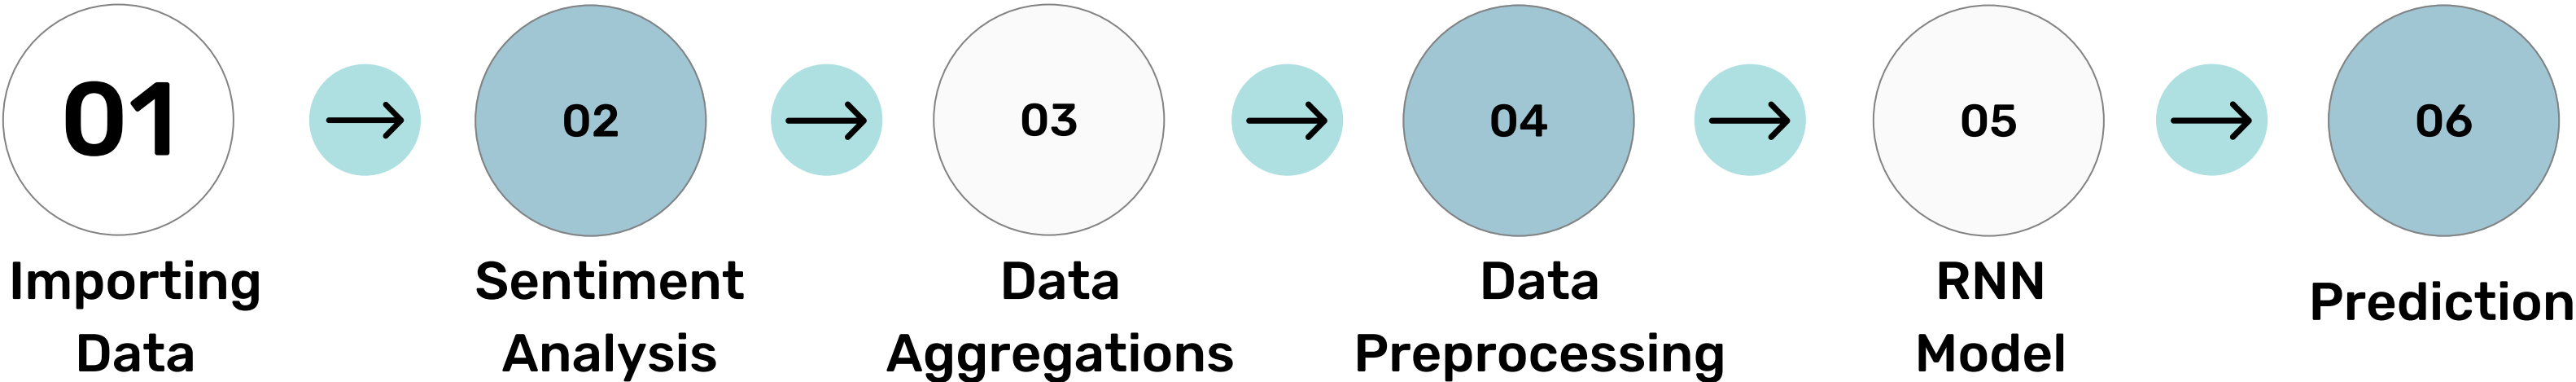 01
02
03
04
05
06
Importing
Data
Sentiment
Analysis
Data
Aggregations
Data
Preprocessing
RNN
Model
Prediction